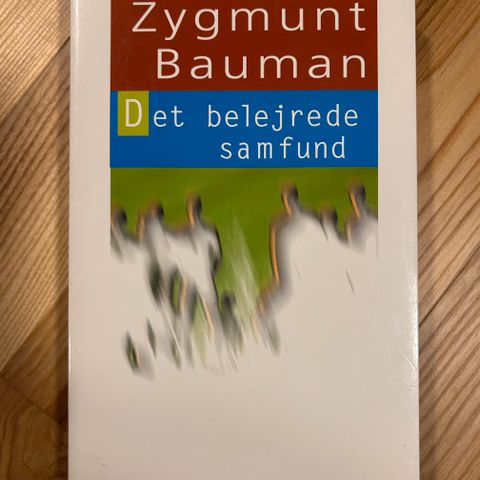 Zygmunt
Bauman
Det belejrede
samfund